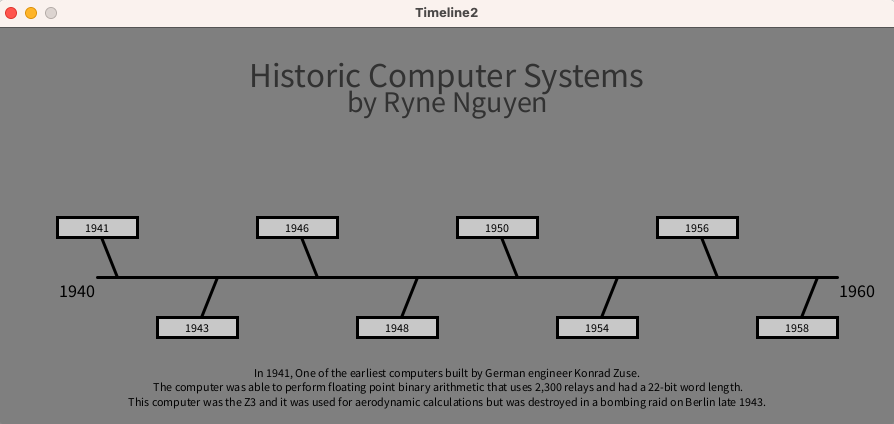 Timeline2
Historic Computer Systems
by Ryne Nguyen
1941
1946
1950
1956
1940
1960
1943
1948
1954
1958
In 1941, One of the earliest computers built by German engineer Konrad Zuse.
The computer was able to perform floating point binary arithmetic that uses 2,300 relays and had a 22-bit word length.
This computer was the Z3 and it was used for aerodynamic calculations but was destroyed in a bombing raid on Berlin late 1943.